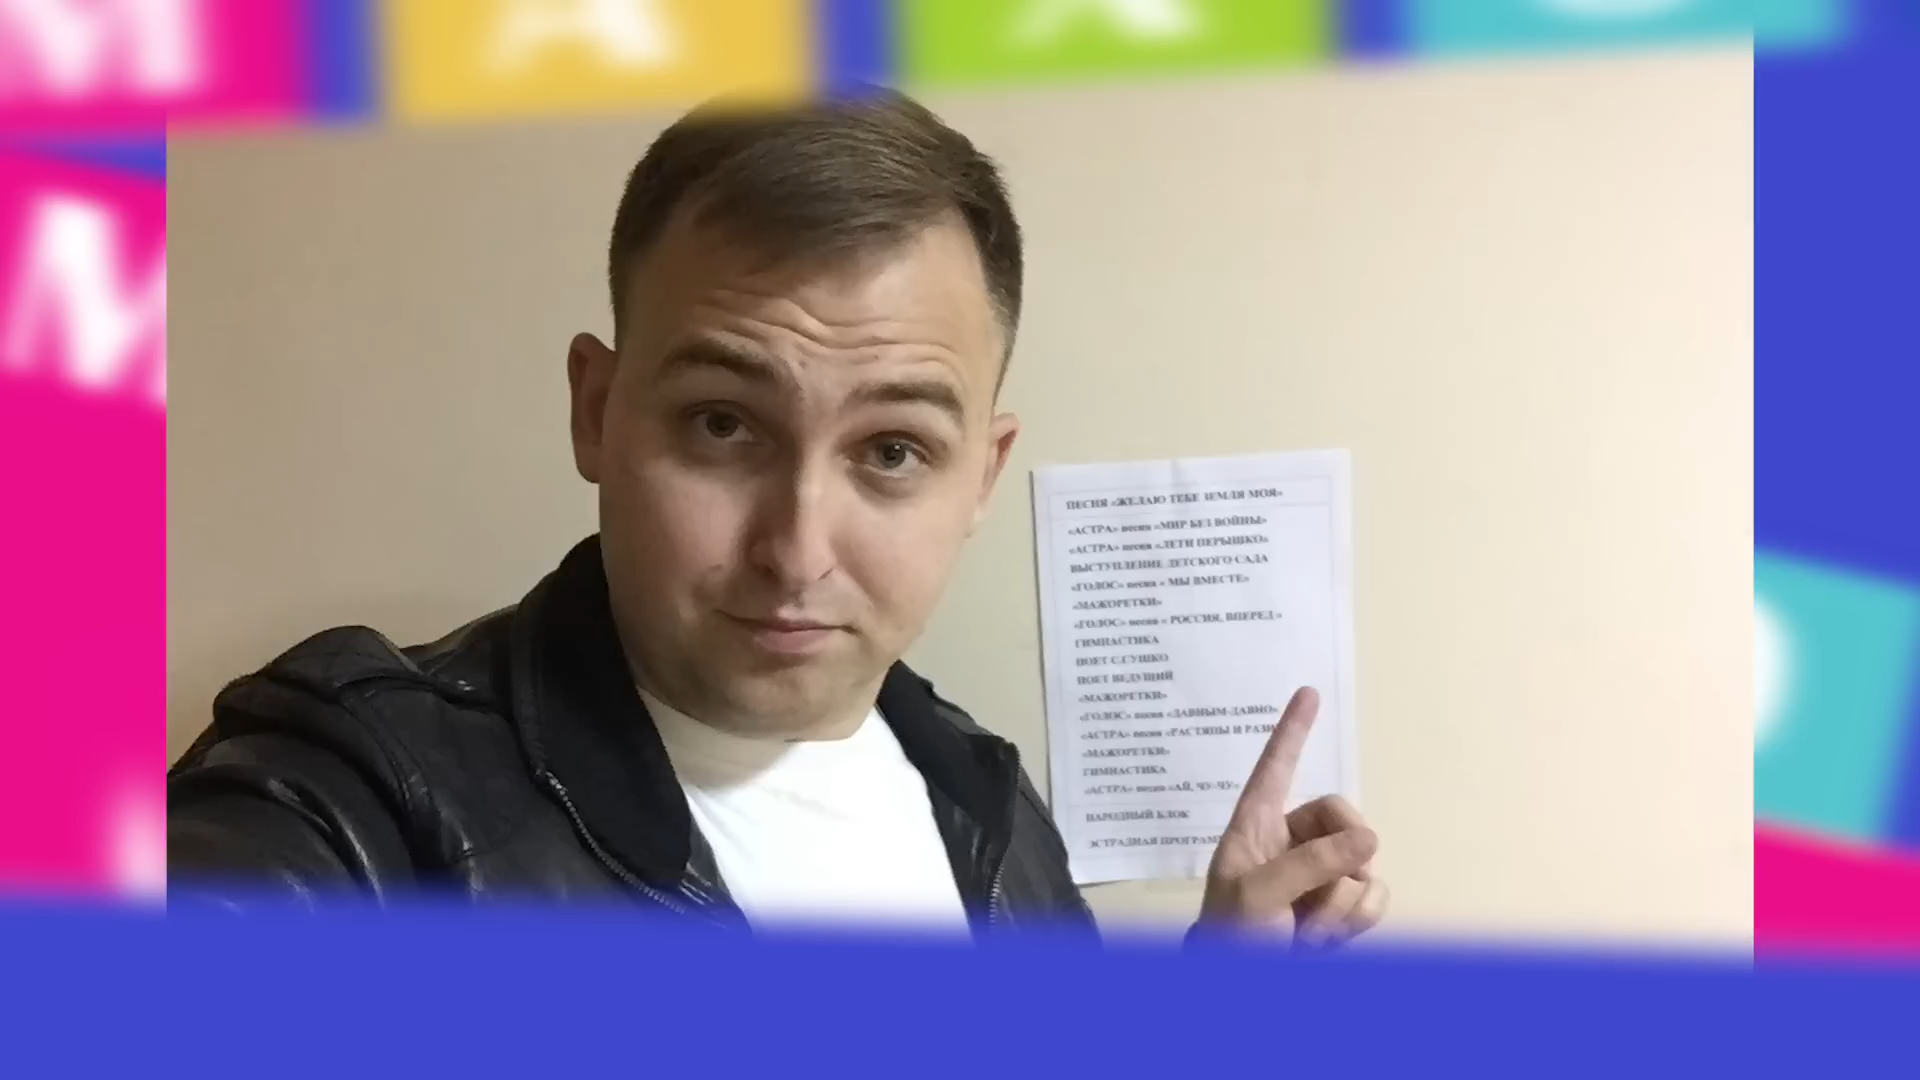 М А
М
ПЕСНЯ «ЖЕЛАЮ ТЕБЕ ЗЕМЛЯ МОЯ»
«АСТРА» песня «МИР БЕЗ ВОЙНЫ»
«АСТРА» песня «ЛЕТИ ПЕРЫШКО»
ВЫСТУПЛЕНИЕ ДЕТСКОГО САДА
«ГОЛОС» песня « МЫ ВМЕСТЕ»
«МАЖОРЕТКИ»
«ГОЛОС» песня « РОССИЯ, ВПЕРЕД »
ГИМНАСТИКА
ПОЕТ С.СУШКО
ПОЕТ ВЕДУЩИЙ
«МАЖОРЕТКИ»
«ГОЛОС» песня «ДАВНЫМ-ДАВНО»
«АСТРА» песня «РАСТЯПЫ И РАЗИ
«МАЖОРЕТКИ»
ГИМНАСТИКА
«АСТРА» песня «АЙ, ЧУ-ЧУ»
НАРОДНЫЙ БЛОК
ЭСТРАДНАЯ ПРОГРАМ